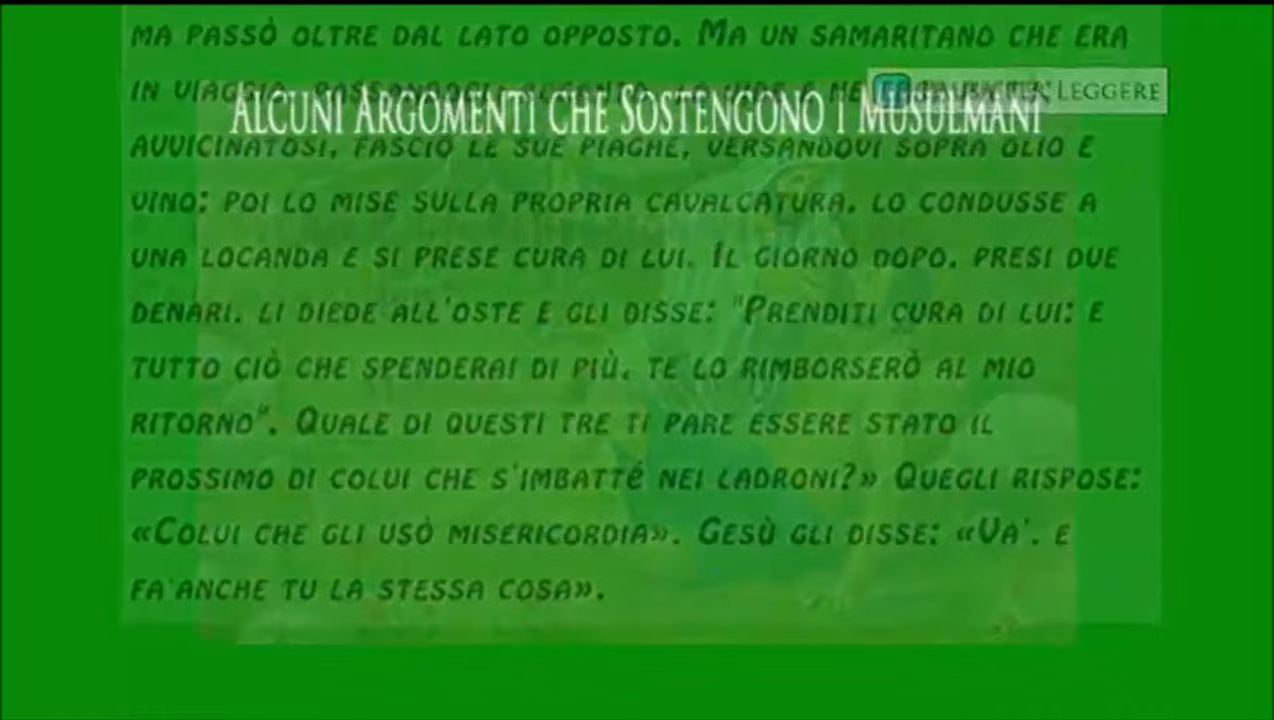 MA PASSÒ OLTRE DAL LATO OPPOSTO. MA UN SAMARITANO CHE ERA
IN VIAGGIO
ALCUNI ARGOMENTI CHE SOSTENGONO I MUSULMANI
LEGGERE
AVVICINATOSI, FASCIÒ LE SUE PIAGHE, VERSANDOVI SOPRA OLIO E
VINO; POI LO MISE SULLA PROPRIA CAVALCATURA, LO CONDUSSE A
UNA LOCANDA E SI PRESE CURA DI LUI. IL GIORNO DOPO, PRESI DUE
DENARI, LI DIEDE ALL'OSTE E GLI DISSE: "PRENDITI CURA DI LUI; E
TUTTO CIÒ CHE SPENDERAI DI PIÙ, TE LO RIMBORSERÒ AL MIO
RITORNO". QUALE DI QUESTI TRE TI PARE ESSERE STATO IL
PROSSIMO DI COLUI CHE S'IMBATTé NEI LADRONI?» QUEGLI RISPOSE:
«COLUI CHE GLI USÒ MISERICORDIA». GESÙ GLI DISSE: «VA', E
FA'ANCHE TU LA STESSA COSA».